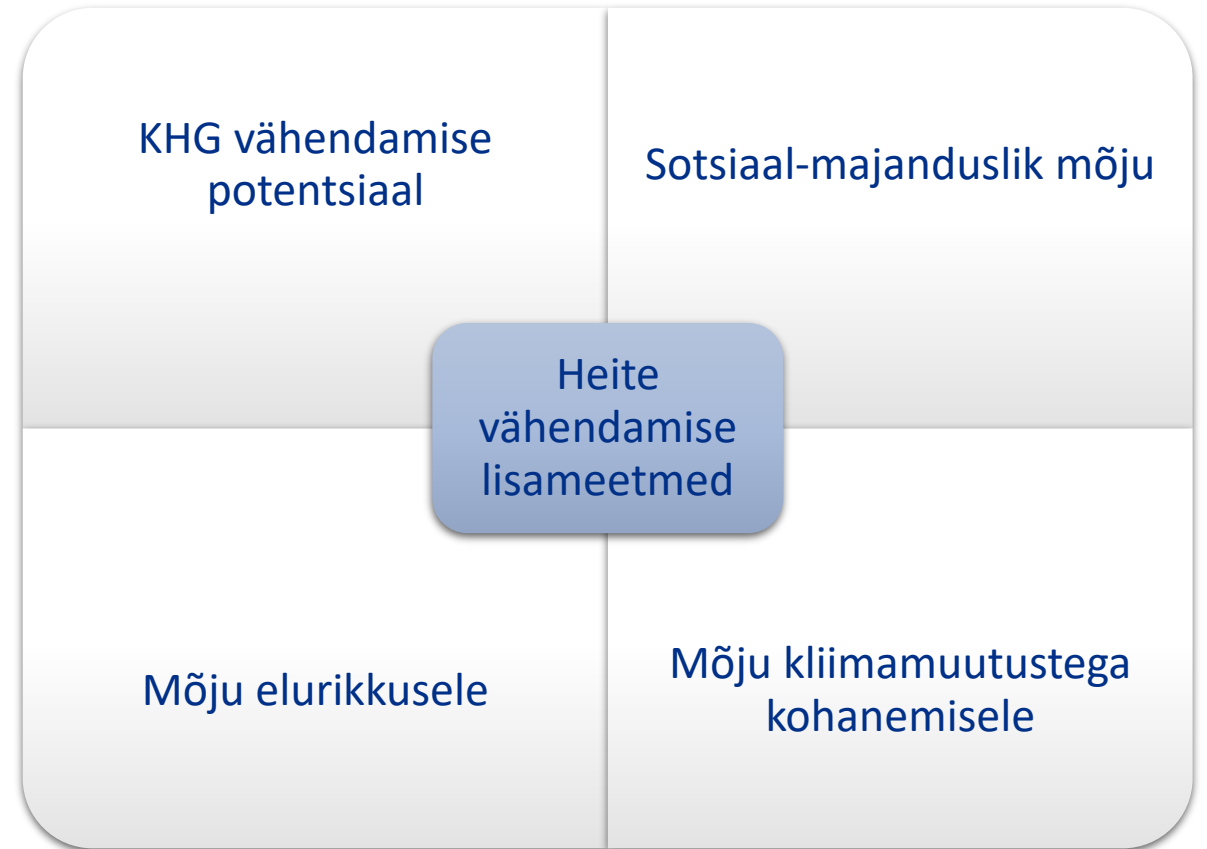 KHG vähendamise
potentsiaal
Sotsiaal-majanduslik mõju
Heite
vähendamise
lisameetmed
Mõju elurikkusele
Mõju kliimamuutustega
kohanemisele